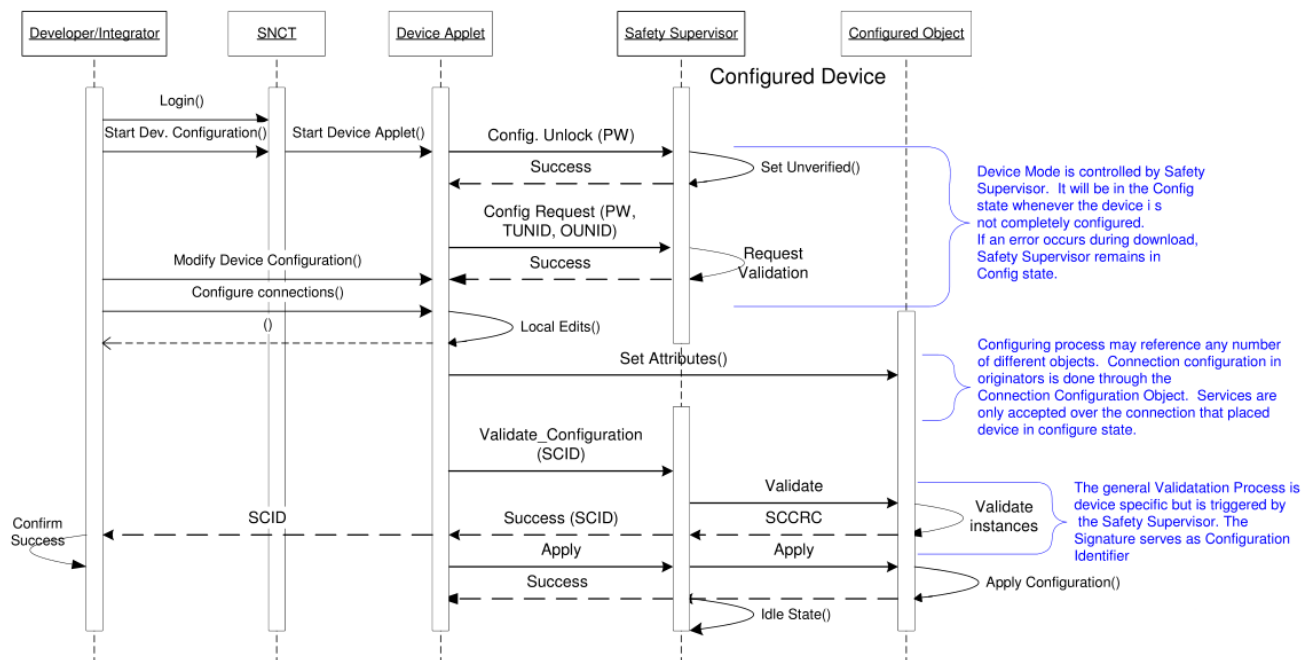 Developer/Integrator
SNCT
Device Applet
Safety Supervisor
Configured Object
Configured Device
Login()
Start Dev. Configuration()
Start Device Applet()
Config. Unlock (PW)
Success
Set Unverified()
Device Mode is controlled by Safety
Supervisor. It will be in the Config
state whenever the device i s
not completely configured.
If an error occurs during download,
Safety Supervisor remains in
Config state.
Config Request (PW,
TUNID, OUNID)
Modify Device Configuration()
Success
Request
Validation
Configure connections()
()
Local Edits()
Set Attributes()
Configuring process may reference any number
of different objects. Connection configuration in
originators is done through the
Connection Configuration Object. Services are
only accepted over the connection that placed
device in configure state.
Validate_Configuration
(SCID)
Validate
Validate
instances
The general Validatation Process is
device specific but is triggered by
the Safety Supervisor. The
Signature serves as Configuration
Identifier
Confirm
Success
SCID
Success (SCID)
SCCRC
Apply
Apply
Apply Configuration()
Success
Idle State()